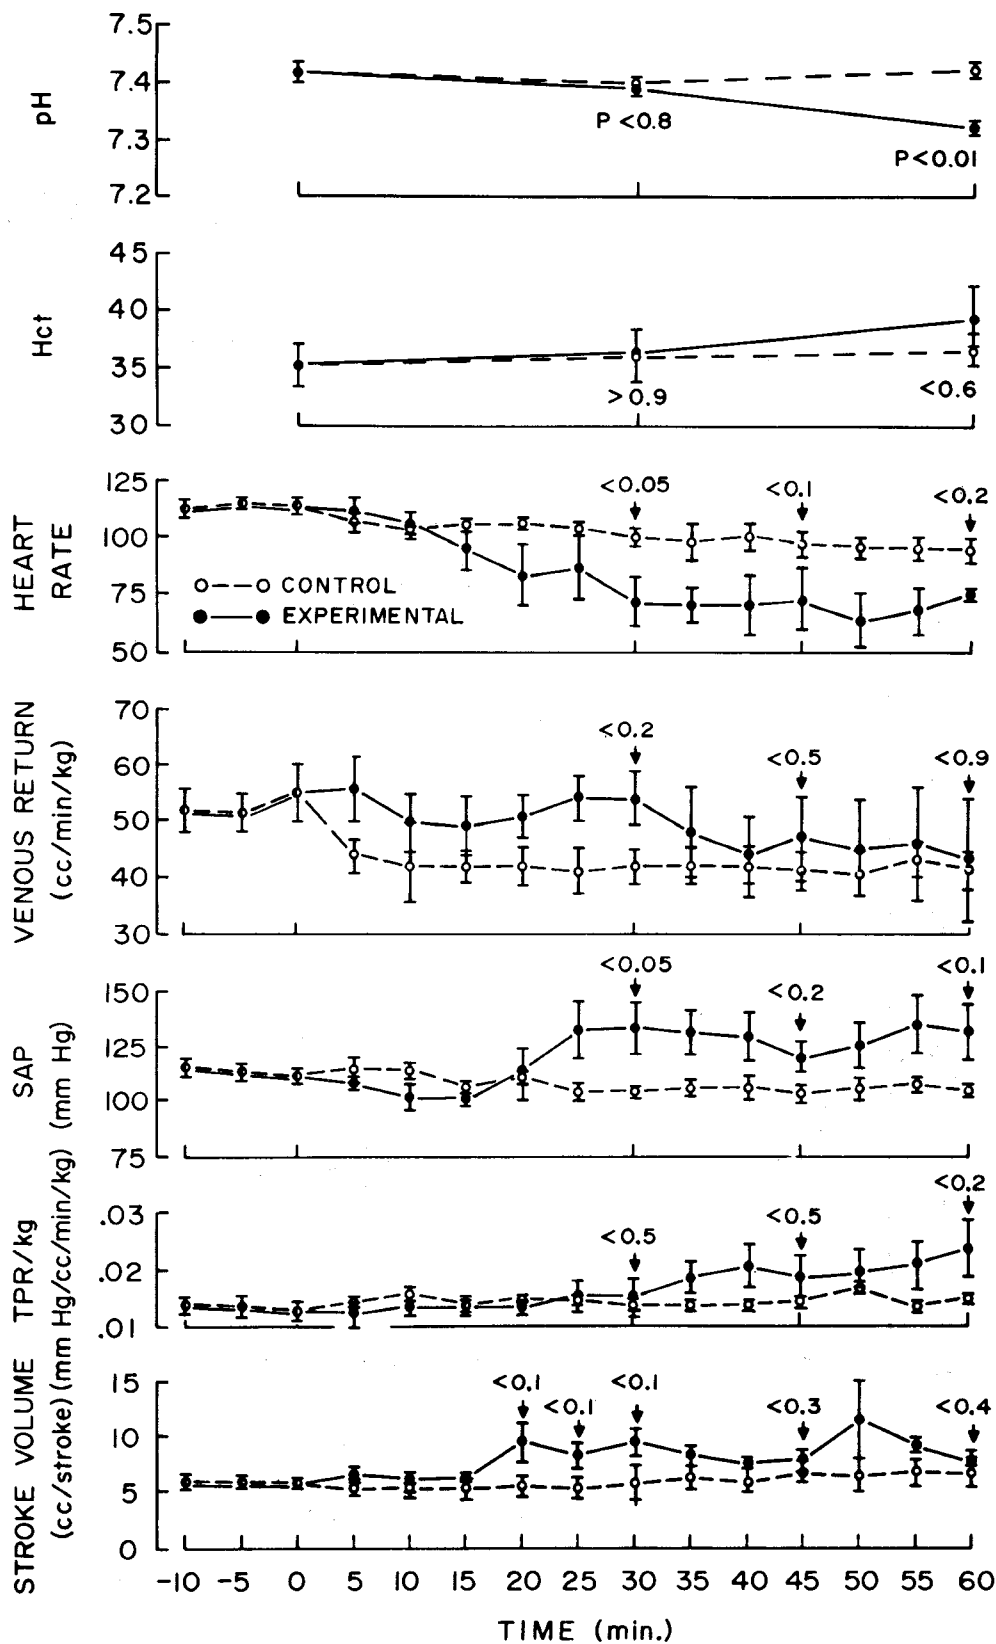 7.5
7.4
7.3
7.2
pH
P <0.8
P<0.01
45
40
35
30
Hct
>0.9
<0.6
125
100
75
50
HEART
RATE
<0.05
<0.1
<0.2
CONTROL
EXPERIMENTAL
70
60
50
40
30
VENOUS RETURN
(cc/min/kg)
<0.2
<0.5
<0.9
150
125
100
75
SAP
(mm Hg)
<0.05
<0.2
<0.1
.03
.02
.01
TPR/kg
(mm Hg/cc/min/kg)
<0.5
<0.5
<0.2
15
10
5
0
STROKE VOLUME
(cc/stroke)
<0.1
<0.1
<0.1
<0.3
<0.4
-10 -5 0 5 10 15 20 25 30 35 40 45 50 55 60
TIME (min.)